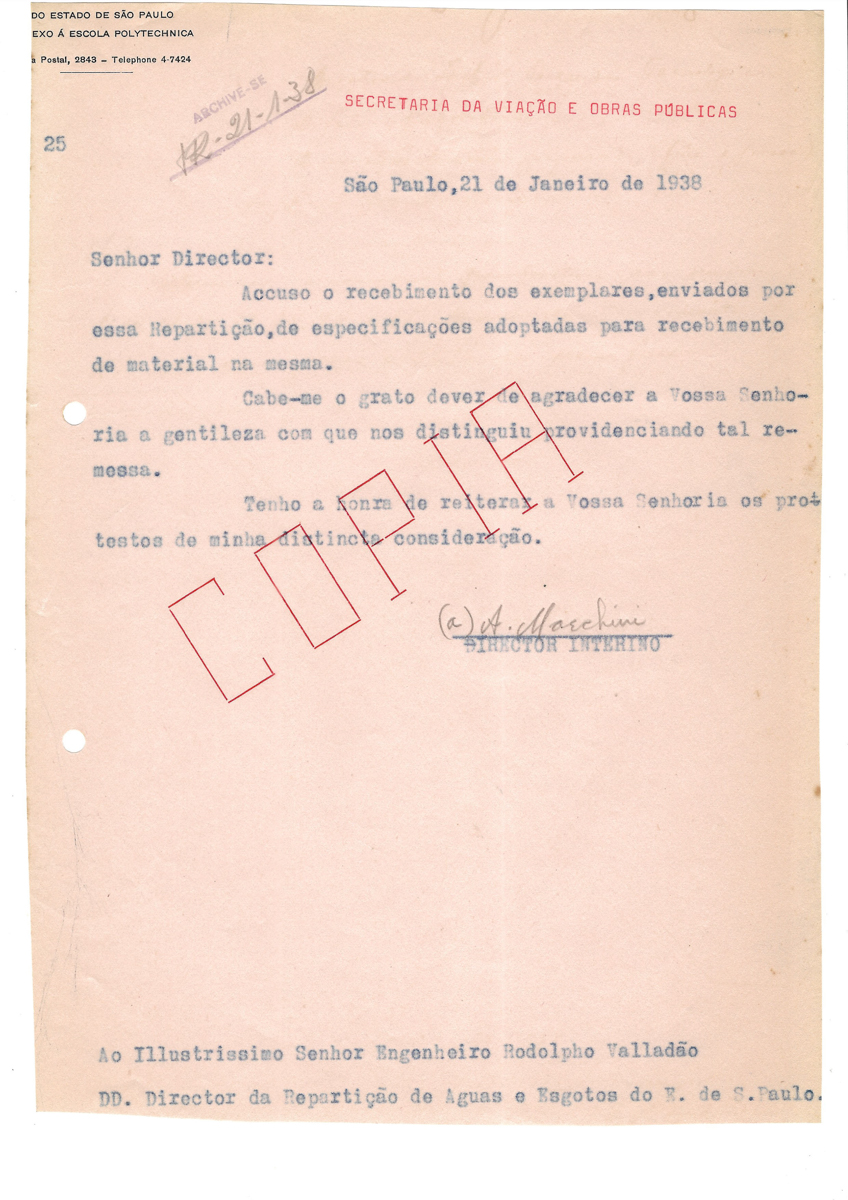 DO ESTADO DE SÃO PAULO
EXO Á ESCOLA POLYTECHNICA
a Postal, 2843 – Telephone 4-7424
ARCHIVE-SE
21-1-38
SECRETARIA DA VIAÇÃO E OBRAS PÚBLICAS
25
São Paulo,21 de Janeiro de 1938
Senhor Director:
Accuso o recebimento dos exemplares,enviados por
essa Repartição,de especificações adoptadas para recebimento
de material na mesma.
Cabe-me o grato dever de agradecer a Vossa Senho-
ria a gentileza com que nos distinguiu providenciando tal re-
messa.
Tenho a honra de reiterar a Vossa Senhoria os pro-
testos de minha distincta consideração.
COPIA
(a) A. Maechini
DIRECTOR INTERINO
Ao Illustrissimo Senhor Engenheiro Rodolpho Valladão
DD. Director da Repartição de Aguas e Esgotos do E. de S.Paulo.